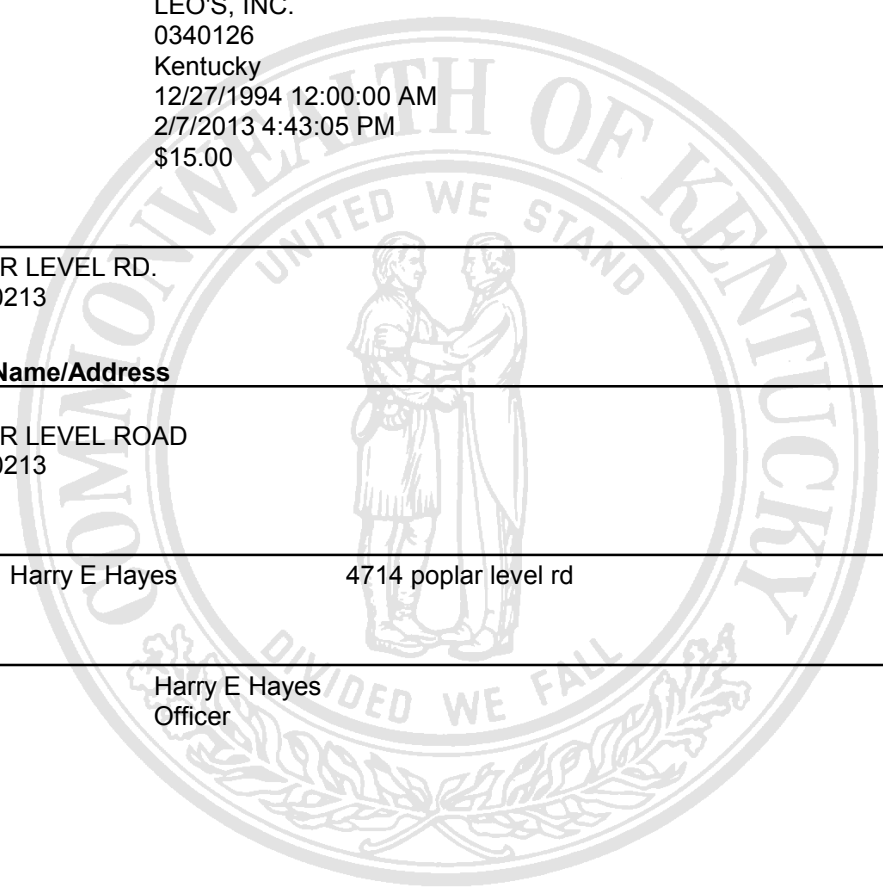 LEO'S, INC.
0340126
Kentucky
12/27/1994 12:00:00 AM
2/7/2013 4:43:05 PM
$15.00
COMMONWEALTH OF KENTUCKY
UNITED WE STAND
R LEVEL RD.
0213
Name/Address
R LEVEL ROAD
0213
Harry E Hayes 4714 poplar level rd
Harry E Hayes
Officer
DIVIDED WE FALL